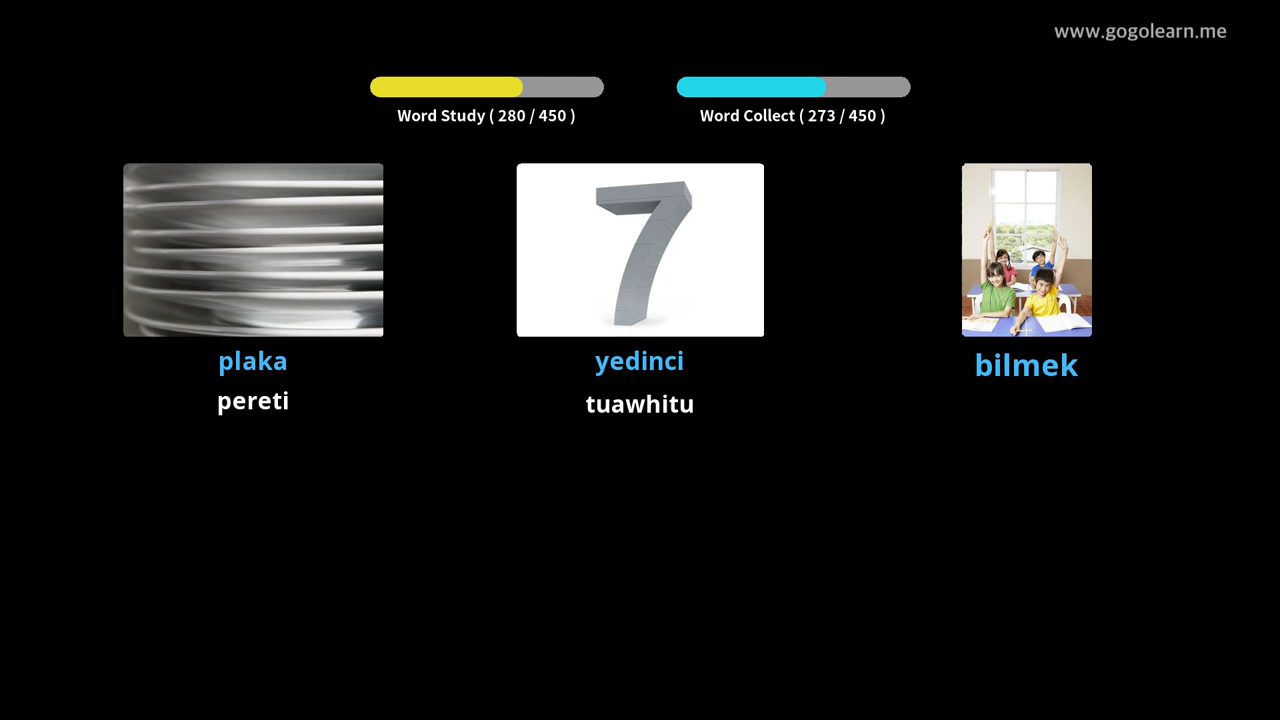 www.gogolearn.me
Word Study ( 280 / 450 )
Word Collect ( 273 / 450 )
plaka
yedinci
bilmek
pereti
tuawhitu